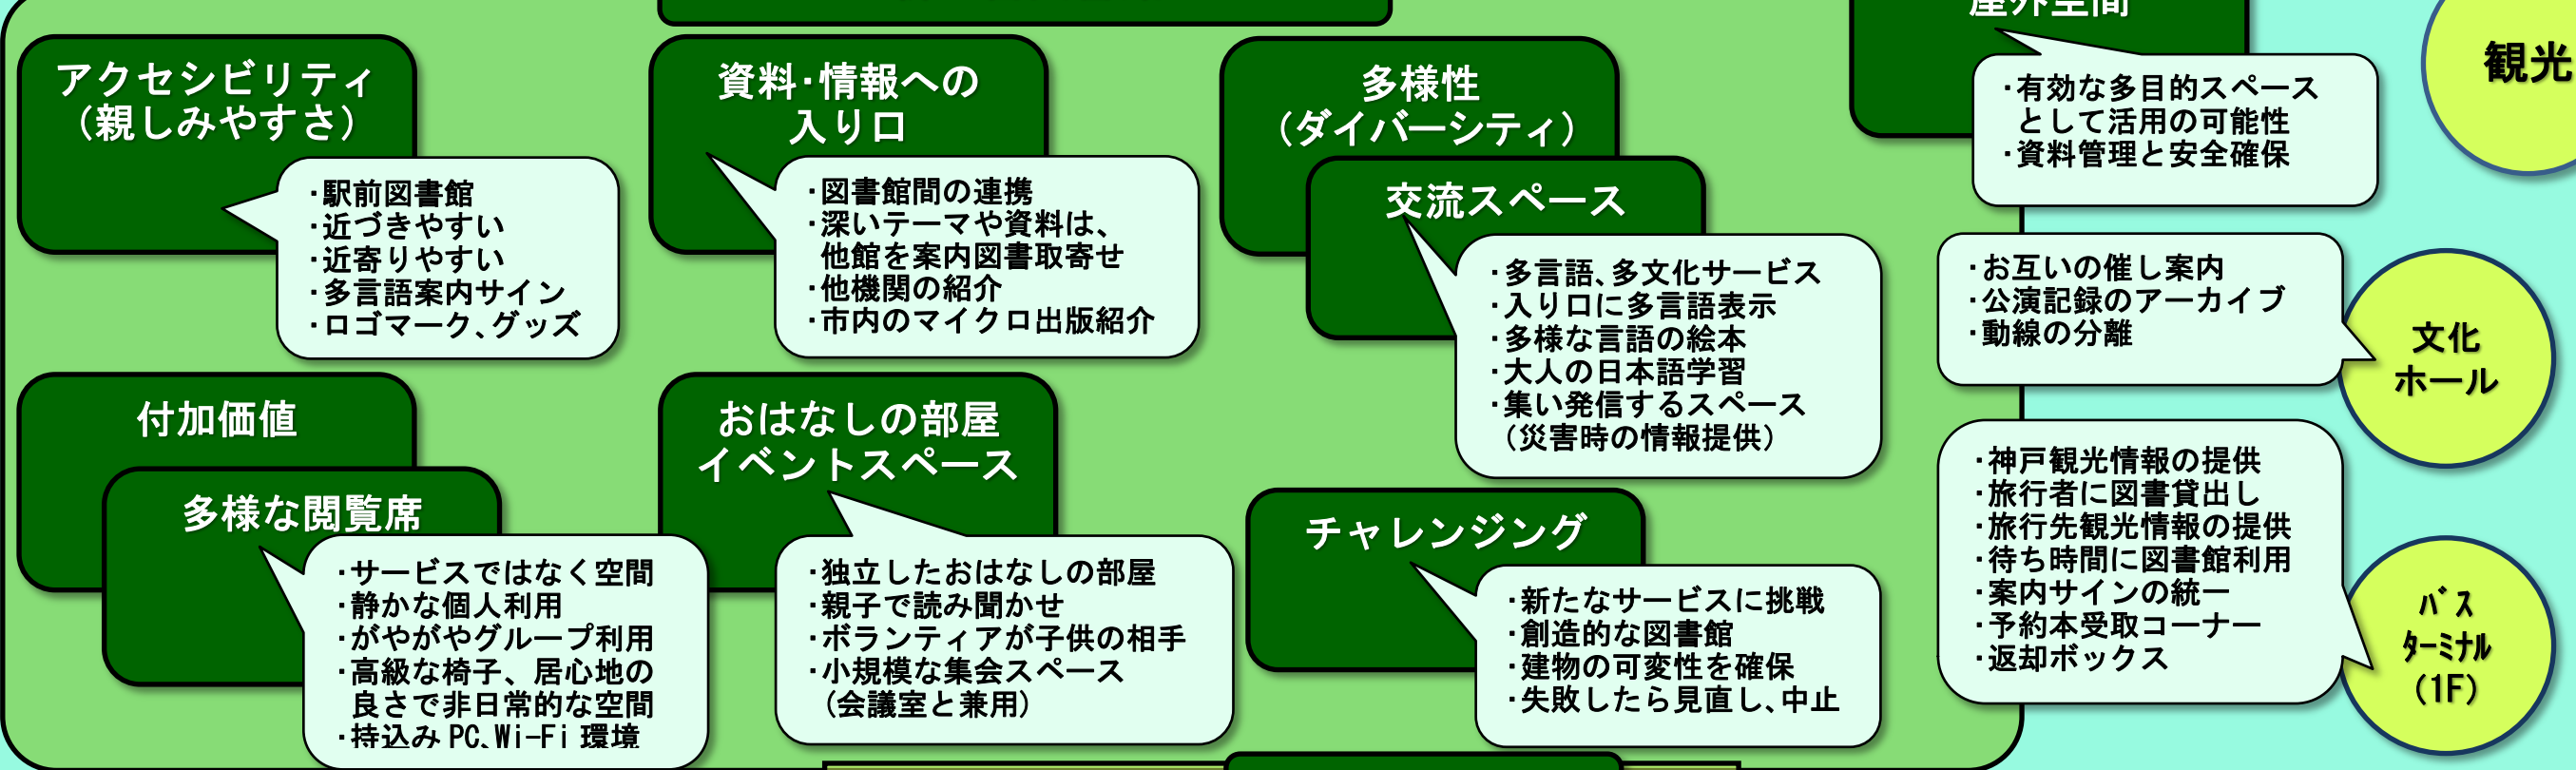 アクセシビリティ
（親しみやすさ）
・駅前図書館
・近づきやすい
・近寄りやすい
・多言語案内サイン
・ロゴマーク、グッズ
資料・情報への
入り口
・図書館間の連携
・深いテーマや資料は、
他館を案内図書取寄せ
・他機関の紹介
・市内のマイクロ出版紹介
多様性
（ダイバーシティ）
交流スペース
・多言語、多文化サービス
・入り口に多言語表示
・多様な言語の絵本
・大人の日本語学習
・集い発信するスペース
（災害時の情報提供）
屋外空間
・有効な多目的スペース
として活用の可能性
・資料管理と安全確保
観光
・お互いの催し案内
・公演記録のアーカイブ
・動線の分離
文化
ホール
付加価値
多様な閲覧席
・サービスではなく空間
・静かな個人利用
・がやがやグループ利用
・高級な椅子、居心地の
良さで非日常的な空間
・持込みPC、Wi-Fi環境
おはなしの部屋
イベントスペース
・独立したおはなしの部屋
・親子で読み聞かせ
・ボランティアが子供の相手
・小規模な集会スペース
（会議室と兼用）
チャレンジング
・新たなサービスに挑戦
・創造的な図書館
・建物の可変性を確保
・失敗したら見直し、中止
・神戸観光情報の提供
・旅行者に図書貸出し
・旅行先観光情報の提供
・待ち時間に図書館利用
・案内サインの統一
・予約本受取コーナー
・返却ボックス
ﾊﾞｽ
ﾀｰﾐﾅﾙ
（1F）